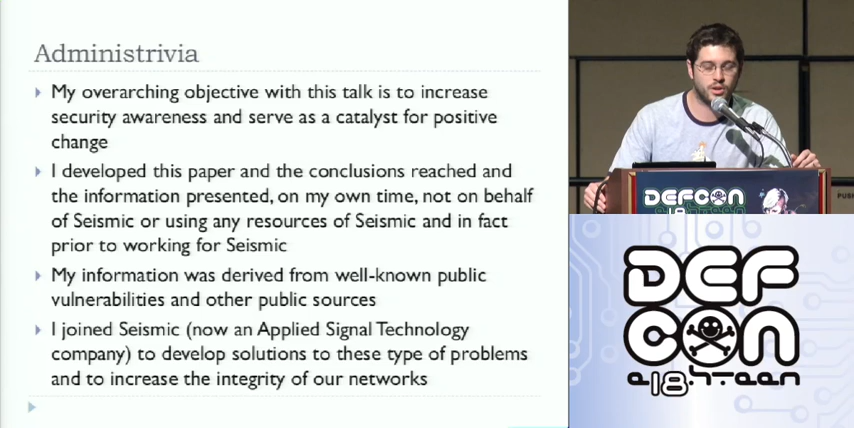 Administrivia
My overarching objective with this talk is to increase
security awareness and serve as a catalyst for positive
change
I developed this paper and the conclusions reached and
the information presented, on my own time, not on behalf
of Seismic or using any resources of Seismic and in fact
prior to working for Seismic
My information was derived from well-known public
vulnerabilities and other public sources
I joined Seismic (now an Applied Signal Technology
company) to develop solutions to these type of problems
and to increase the integrity of our networks
DEFCON
PUSH
DEF
CON
e18hteen